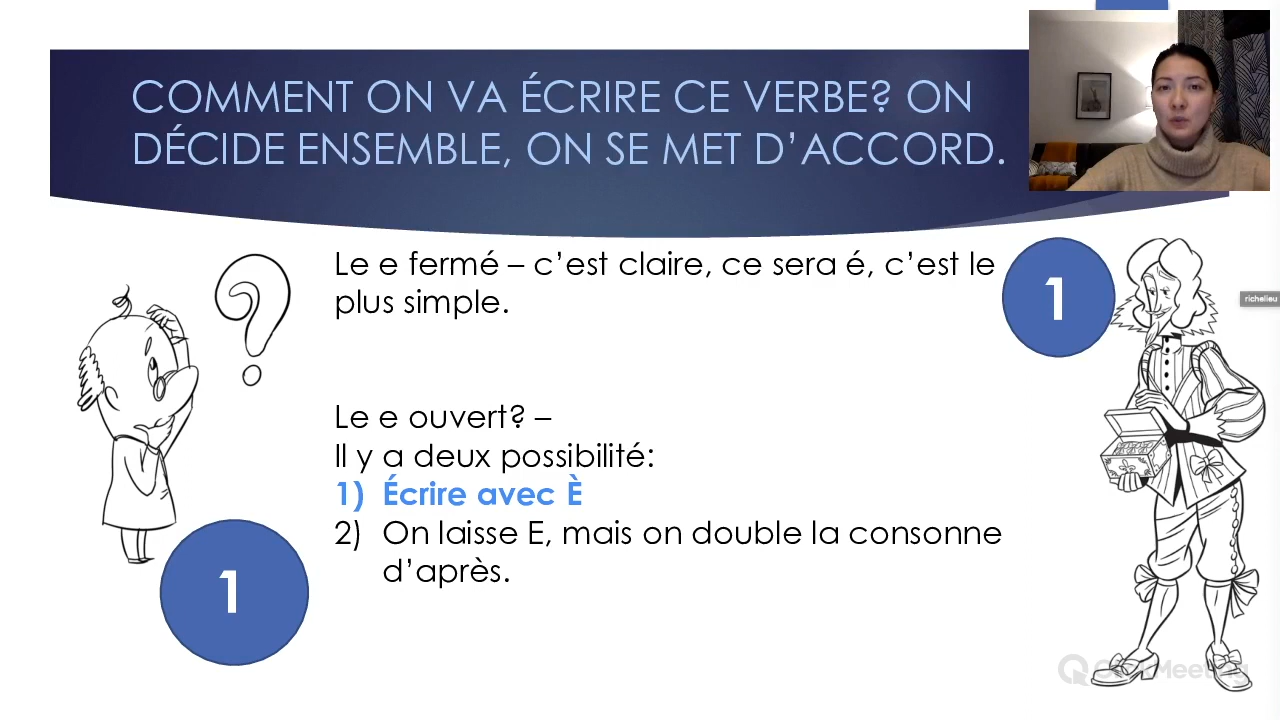 COMMENT ON VA ÉCRIRE CE VERBE? ON
DÉCIDE ENSEMBLE, ON SE MET D'ACCORD.
Le e fermé – c'est claire, ce sera é, c'est le
plus simple.
1
richelieu
Le e ouvert? –
Il y a deux possibilité:
1) Écrire avec È
2) On laisse E, mais on double la consonne
d'après.
1
ClickMeeting